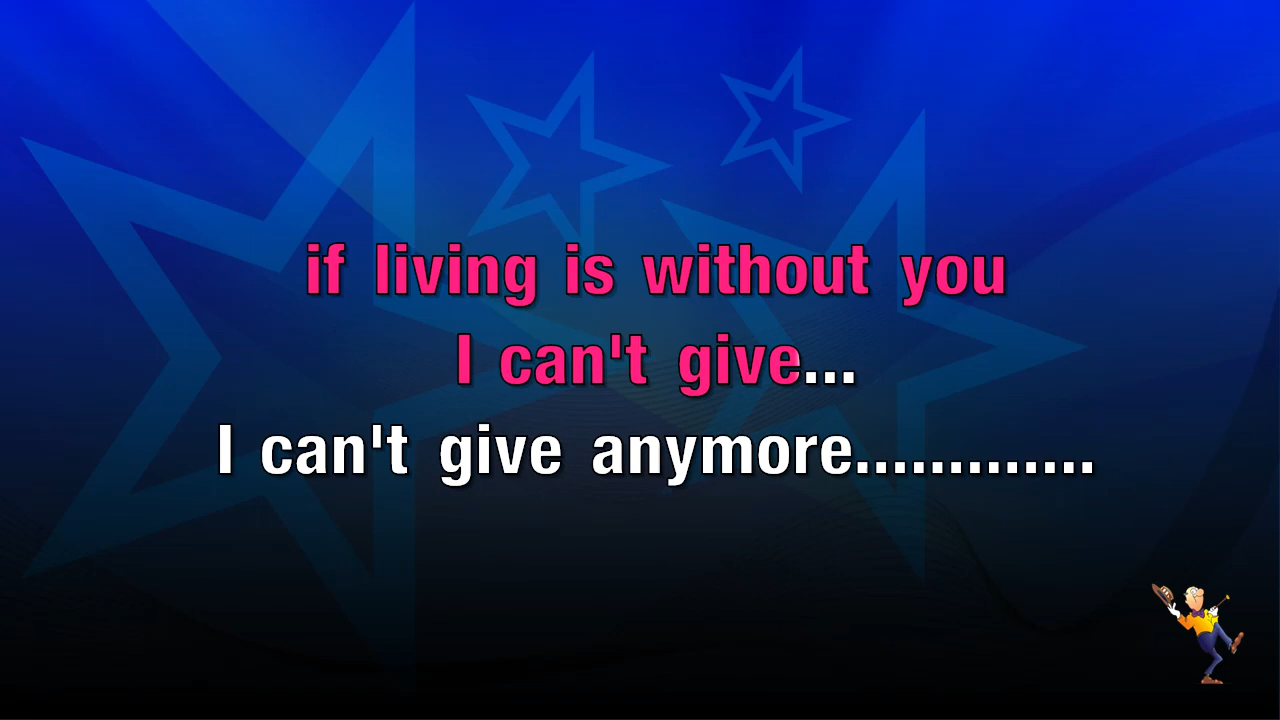 if living is without you
I can't give...
I can't give anymore.............